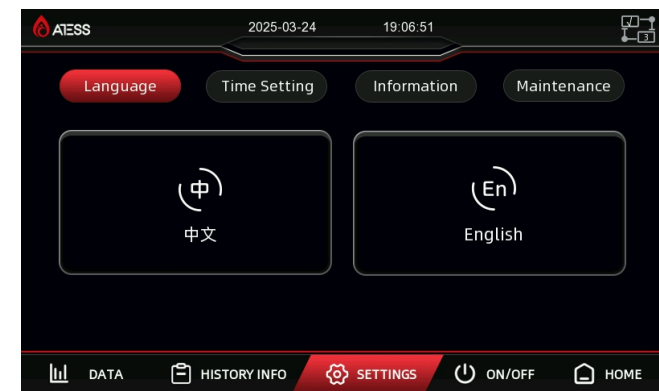 ATESS 2025-03-24 19:06:51 3
Language Time Setting Information Maintenance
中 En
中文 English
DATA HISTORY INFO SETTINGS ON/OFF HOME